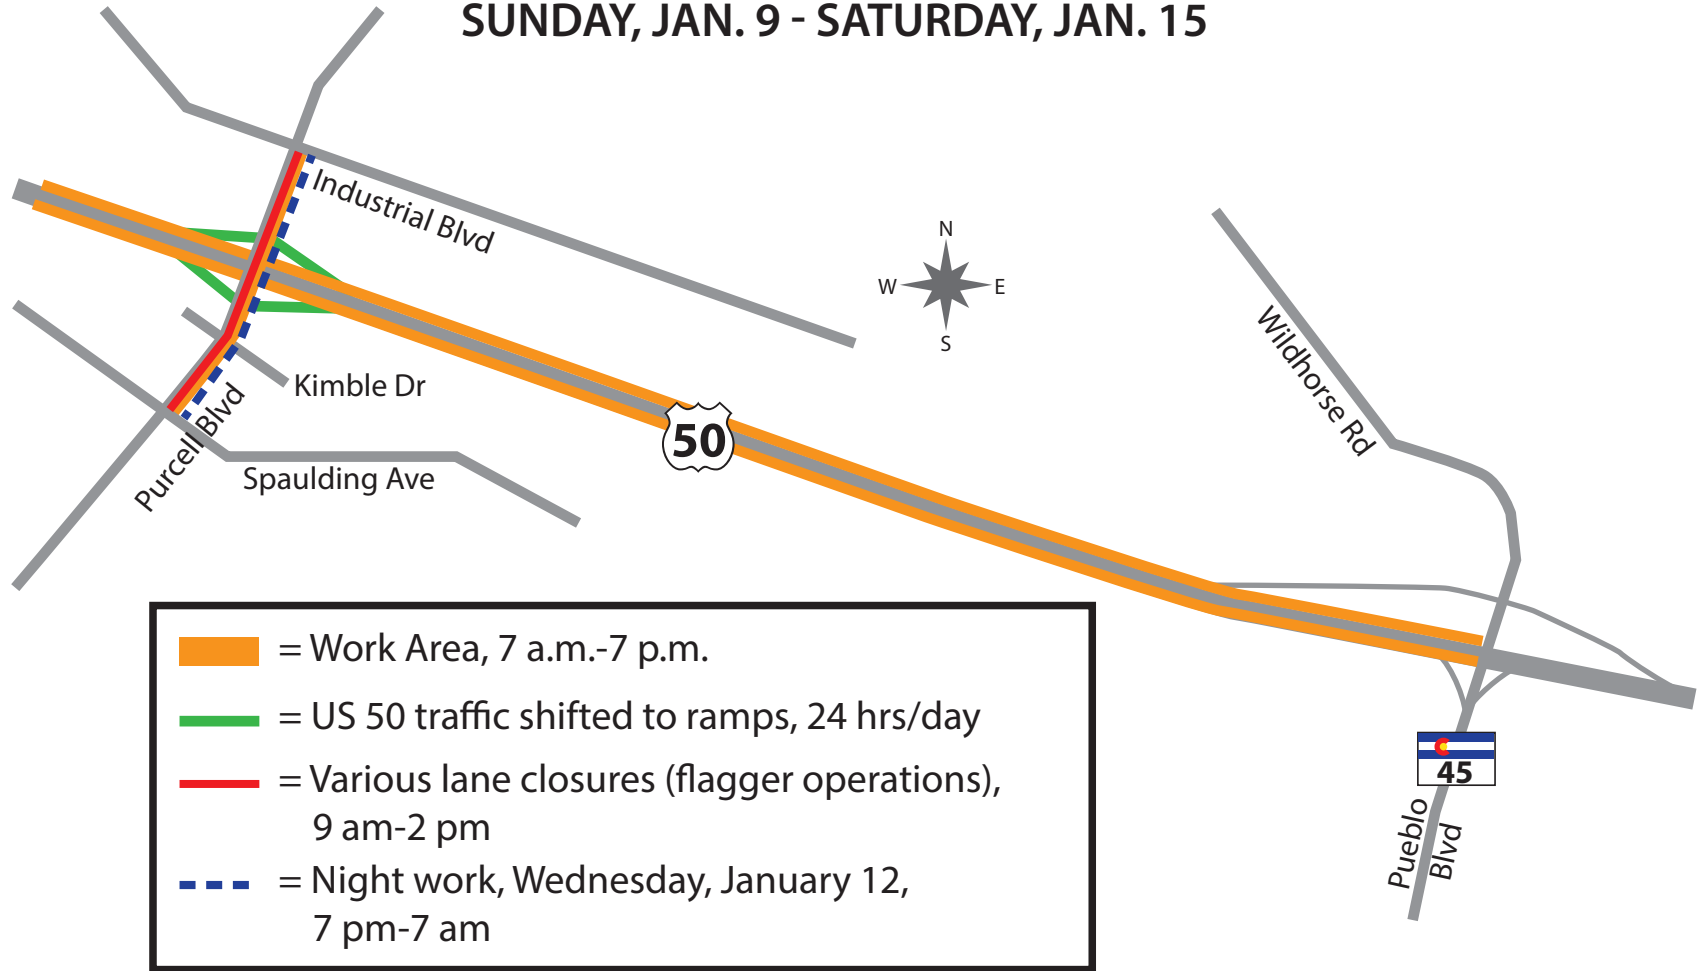 SUNDAY, JAN. 9 - SATURDAY, JAN. 15
Industrial Blvd
N
W
E
S
Wildhorse Rd
Kimble Dr
Purcell Blvd
50
Spaulding Ave
= Work Area, 7 a.m.-7 p.m.
= US 50 traffic shifted to ramps, 24 hrs/day
= Various lane closures (flagger operations),
9 am-2 pm
= Night work, Wednesday, January 12,
7 pm-7 am
45
Pueblo
Blvd